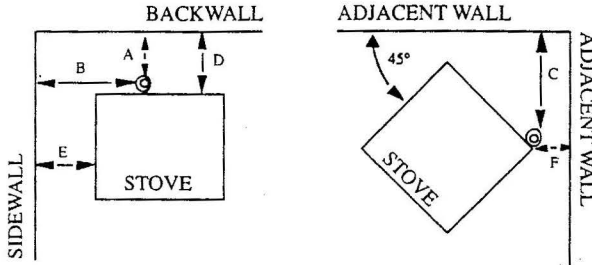 BACKWALL
A
D
B
E
STOVE
SIDEWALL
ADJACENT WALL
45°
C
F
STOVE
ADJACENT WALL